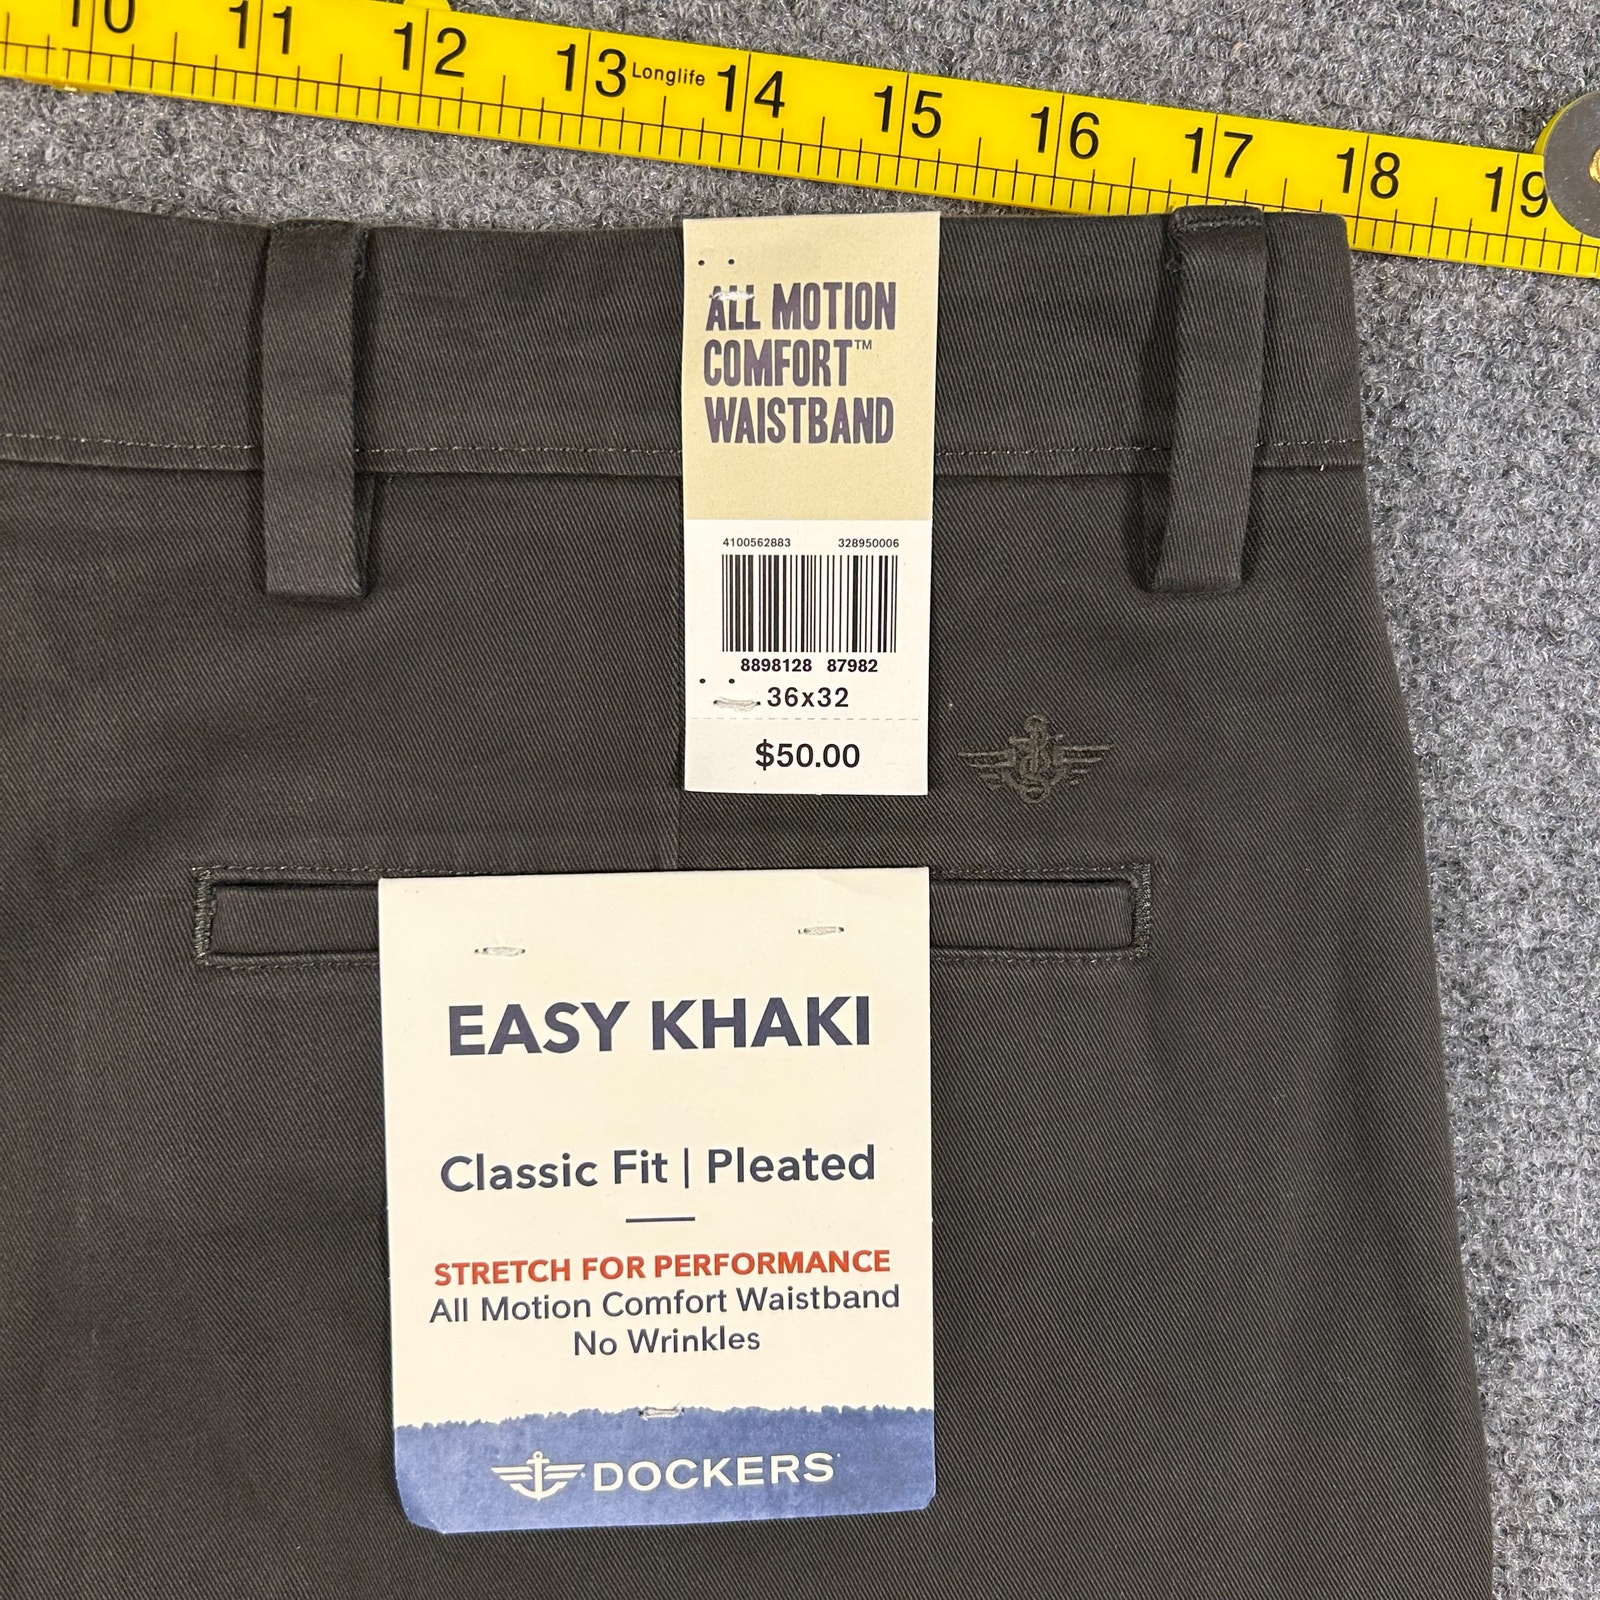 10 11 12 13 Longlife 14 15 16 17 18 19
ALL MOTION
COMFORT™
WAISTBAND
4100562883 328950006
8898128 87982
36x32
$50.00
EASY KHAKI
Classic Fit | Pleated
STRETCH FOR PERFORMANCE
All Motion Comfort Waistband
No Wrinkles
DOCKERS